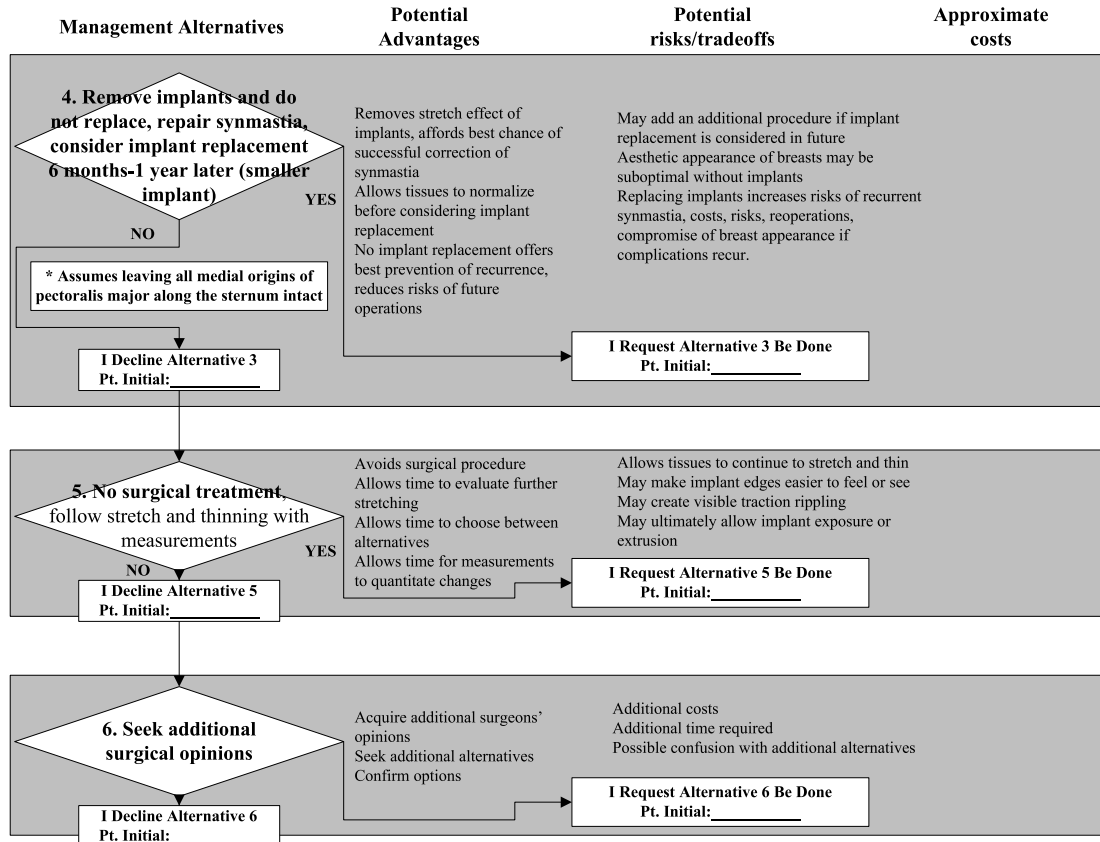 Management Alternatives
Potential
Advantages
Potential
risks/tradeoffs
Approximate
costs
4. Remove implants and do
not replace, repair synmastia,
consider implant replacement
6 months-1 year later (smaller
implant)
YES
NO
Removes stretch effect of
implants, affords best chance of
successful correction of
synmastia
Allows tissues to normalize
before considering implant
replacement
No implant replacement offers
best prevention of recurrence,
reduces risks of future
operations
May add an additional procedure if implant
replacement is considered in future
Aesthetic appearance of breasts may be
suboptimal without implants
Replacing implants increases risks of recurrent
synmastia, costs, risks, reoperations,
compromise of breast appearance if
complications recur.
* Assumes leaving all medial origins of
pectoralis major along the sternum intact
I Decline Alternative 3
Pt. Initial:__________
I Request Alternative 3 Be Done
Pt. Initial:__________
5. No surgical treatment,
follow stretch and thinning with
measurements
YES
NO
Avoids surgical procedure
Allows time to evaluate further
stretching
Allows time to choose between
alternatives
Allows time for measurements
to quantitate changes
Allows tissues to continue to stretch and thin
May make implant edges easier to feel or see
May create visible traction rippling
May ultimately allow implant exposure or
extrusion
I Decline Alternative 5
Pt. Initial:__________
I Request Alternative 5 Be Done
Pt. Initial:__________
6. Seek additional
surgical opinions
Acquire additional surgeons’
opinions
Seek additional alternatives
Confirm options
Additional costs
Additional time required
Possible confusion with additional alternatives
I Decline Alternative 6
Pt. Initial:__________
I Request Alternative 6 Be Done
Pt. Initial:__________